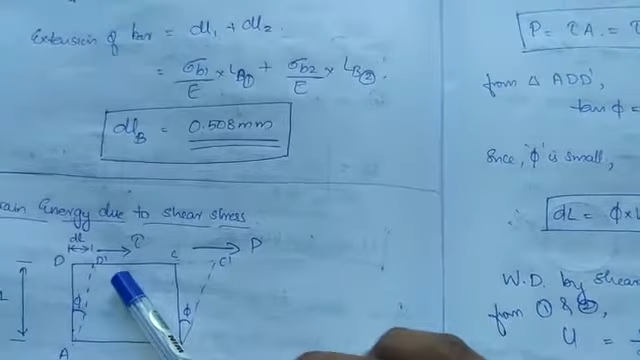 Extension of bar = dl₁ + dl₂.
= σb₁/E × LB① + σb₂/E × LB②.
dlB = 0.508mm
rain Energy due to shear stress
dl τ P
D D' C C'
φ φ
A
P = τA. = τ
from Δ ADD',
tan φ =
Since, 'φ' is small,
dL = φ × L
W.D. by shear
from ① & ②,
U =